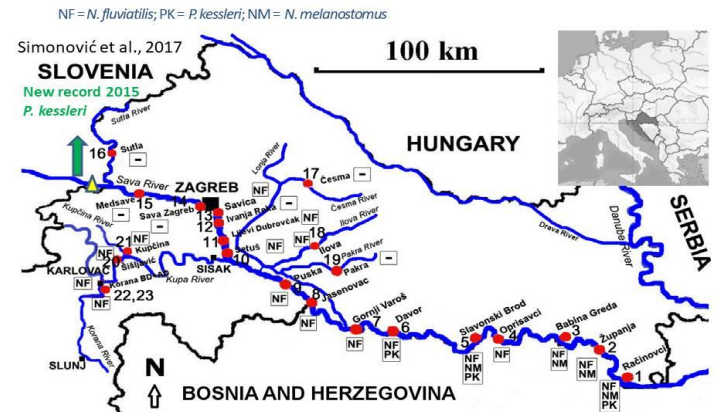 NF = N. fluviatilis; PK = P. kessleri; NM = N. melanostomus
Simonović et al., 2017
100 km
SLOVENIA
New record 2015
P. kessleri
Sutla River
HUNGARY
16
Sutla
–
Lonja River
17
Česma
–
Sava River
ZAGREB
NF
Česma River
Medsave
15
14
Savica
–
Sava Zagreb
13
Ivanja Reka
–
NF
Ilova River
Kupčina River
–
12
Lijevi Dubrovčak
Drava River
Danube River
SERBIA
21
Kupčina
NF
11
NF
NF
18
Ilova
NF
20
Šišljavić
Setuš
10
19
Pakra River
Pakra
–
KARLOVAC
SISAK
Kupa River
Korana BD+AD
NF
22,23
NF
Puska
9
NF
8
Jasenovac
NF
Gornji Varoš
7
NF
Davor
6
NF
PK
Slavonski Brod
5
NF
NM
PK
Oprisavci
4
NF
Babina Greda
3
NF
NM
Županja
2
NF
NM
Račinovci
1
NF
NM
PK
Korana River
SLUNJ
N
BOSNIA AND HERZEGOVINA